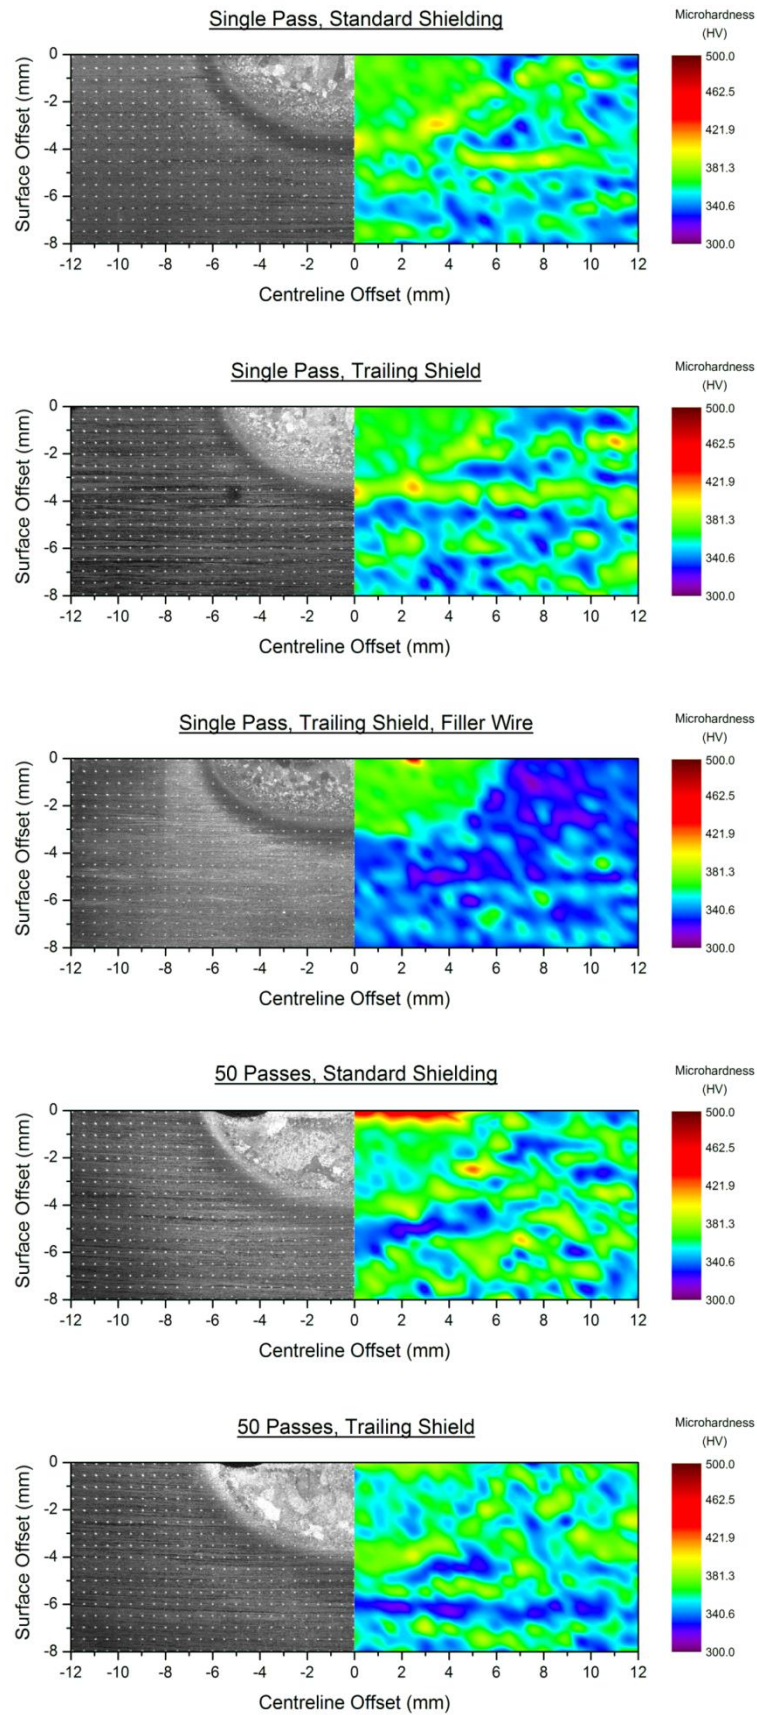 Single Pass, Standard Shielding
Microhardness
(HV)
0
-2
-4
-6
-8
Surface Offset (mm)
-12 -10 -8 -6 -4 -2 0 2 4 6 8 10 12
Centreline Offset (mm)
500.0
462.5
421.9
381.3
340.6
300.0
Single Pass, Trailing Shield
Microhardness
(HV)
0
-2
-4
-6
-8
Surface Offset (mm)
-12 -10 -8 -6 -4 -2 0 2 4 6 8 10 12
Centreline Offset (mm)
500.0
462.5
421.9
381.3
340.6
300.0
Single Pass, Trailing Shield, Filler Wire
Microhardness
(HV)
0
-2
-4
-6
-8
Surface Offset (mm)
-12 -10 -8 -6 -4 -2 0 2 4 6 8 10 12
Centreline Offset (mm)
500.0
462.5
421.9
381.3
340.6
300.0
50 Passes, Standard Shielding
Microhardness
(HV)
0
-2
-4
-6
-8
Surface Offset (mm)
-12 -10 -8 -6 -4 -2 0 2 4 6 8 10 12
Centreline Offset (mm)
500.0
462.5
421.9
381.3
340.6
300.0
50 Passes, Trailing Shield
Microhardness
(HV)
0
-2
-4
-6
-8
Surface Offset (mm)
-12 -10 -8 -6 -4 -2 0 2 4 6 8 10 12
Centreline Offset (mm)
500.0
462.5
421.9
381.3
340.6
300.0